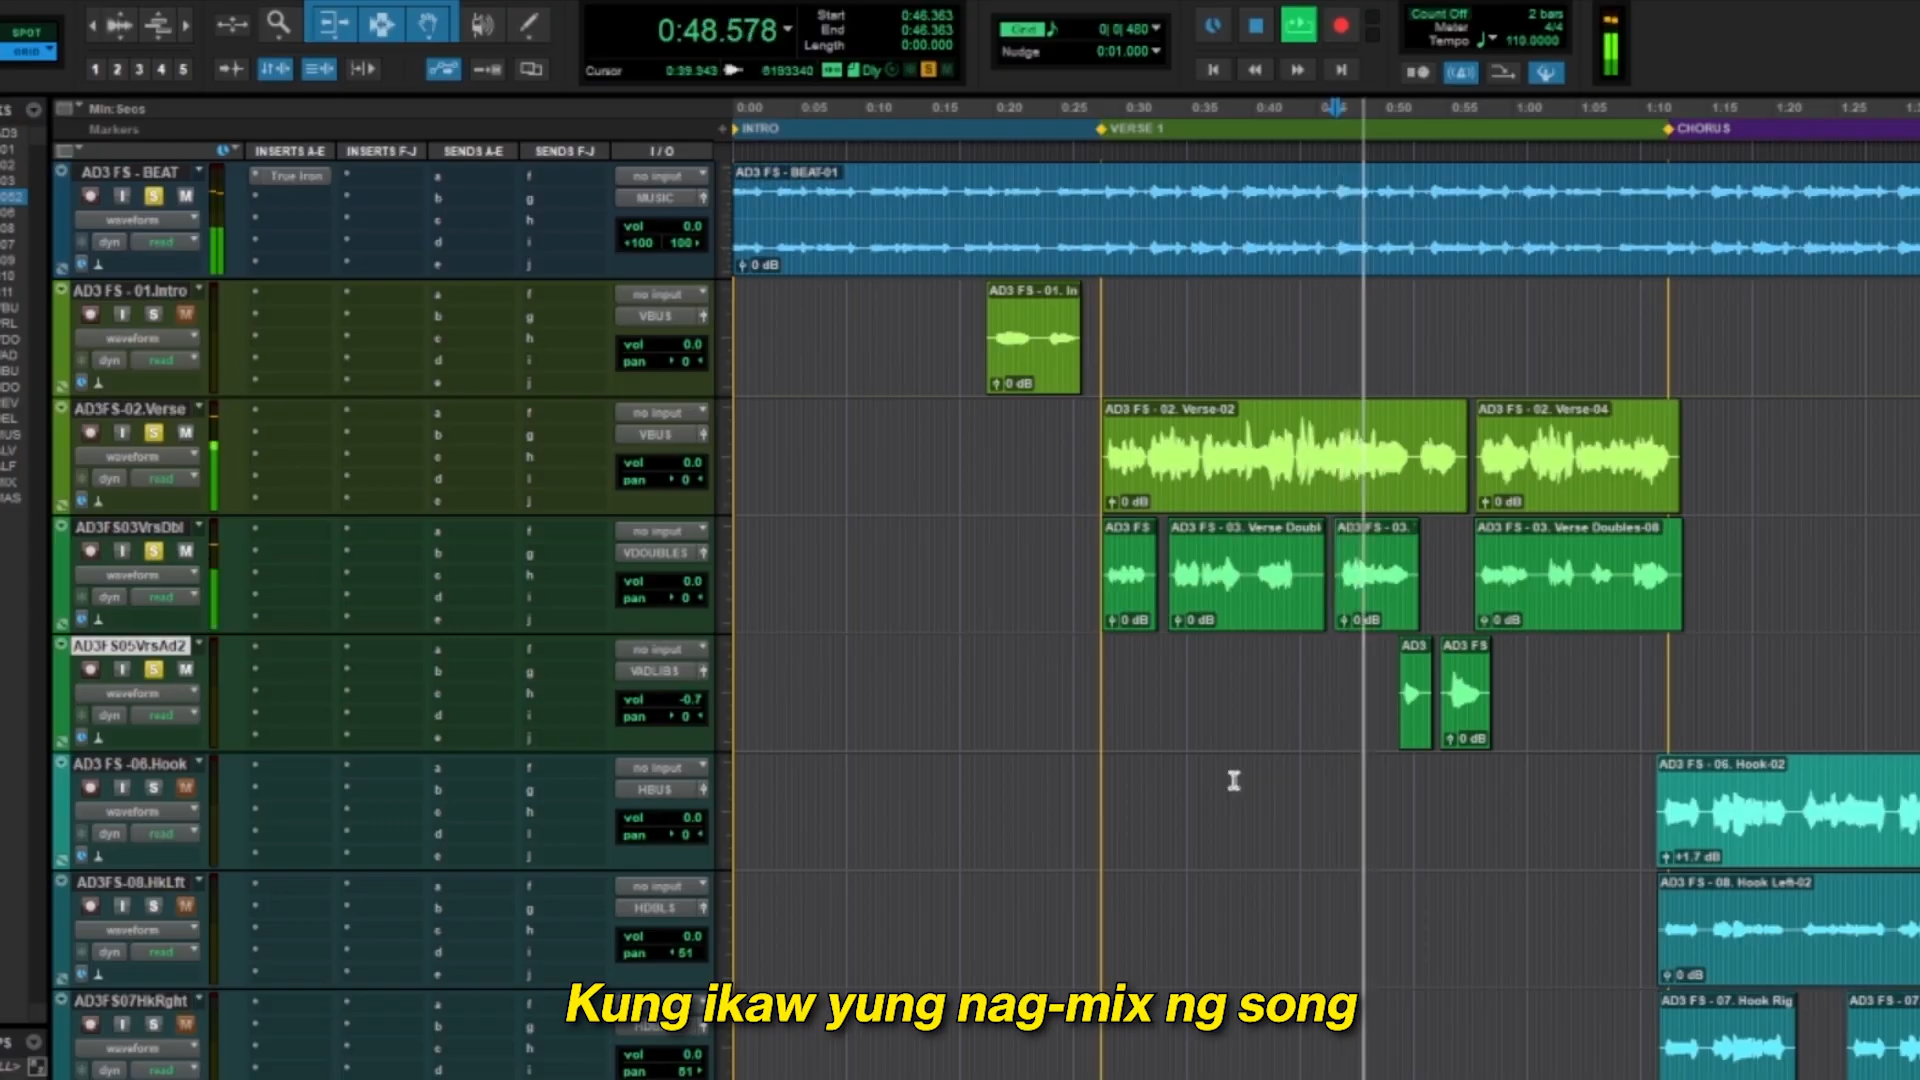 SPOT
GRID
1 2 3 4 5
0:48.578
Start 0:46.363
End 0:46.363
Length 0:00.000
Cursor 0:39.943 8193340 Dly S M
Grid 0| 0| 480
Nudge 0:01.000
Count Off 2 bars
Meter 4/4
Tempo 110.0000
Min:Secs
0:00 0:05 0:10 0:15 0:20 0:25 0:30 0:35 0:40 0:50 0:55 1:00 1:05 1:10 1:15 1:20 1:25
Markers
INTRO VERSE 1 CHORUS
INSERTS A-E INSERTS F-J SENDS A-E SENDS F-J I / O
AD3 FS - BEAT
I S M
waveform
dyn read
True Iron
a f
b g
c h
d i
e j
no input
MUSIC
vol 0.0
100 100
AD3 FS - BEAT-01
0 dB
AD3 FS - 01.Intro
I S M
waveform
dyn read
a f
b g
c h
d i
e j
no input
VBUS
vol 0.0
pan 0
AD3 FS - 01. In
0 dB
AD3FS-02.Verse
I S M
waveform
dyn read
a f
b g
c h
d i
e j
no input
VBUS
vol 0.0
pan 0
AD3 FS - 02. Verse-02
0 dB
AD3 FS - 02. Verse-04
0 dB
AD3FS03VrsDbl
I S M
waveform
dyn read
a f
b g
c h
d i
e j
no input
VDOUBLES
vol 0.0
pan 0
AD3 FS
0 dB
AD3 FS - 03. Verse Doubl
0 dB
AD3 FS - 03.
0 dB
AD3 FS - 03. Verse Doubles-08
0 dB
AD3FS05VrsAd2
I S M
waveform
dyn read
a f
b g
c h
d i
e j
no input
VADLIBS
vol -0.7
pan 0
AD3
AD3 FS
0 dB
AD3 FS -06.Hook
I S M
waveform
dyn read
a f
b g
c h
d i
e j
no input
HBUS
vol 0.0
pan 0
AD3 FS - 06. Hook-02
+1.7 dB
AD3FS-08.HkLft
I S M
waveform
dyn read
a f
b g
c h
d i
e j
no input
HDBLS
vol 0.0
pan 51
AD3 FS - 08. Hook Left-02
0 dB
AD3FS07HkRght
I S M
waveform
dyn read
vol 0.0
pan 51
AD3 FS - 07. Hook Rig
AD3 FS - 07
Kung ikaw yung nag-mix ng song